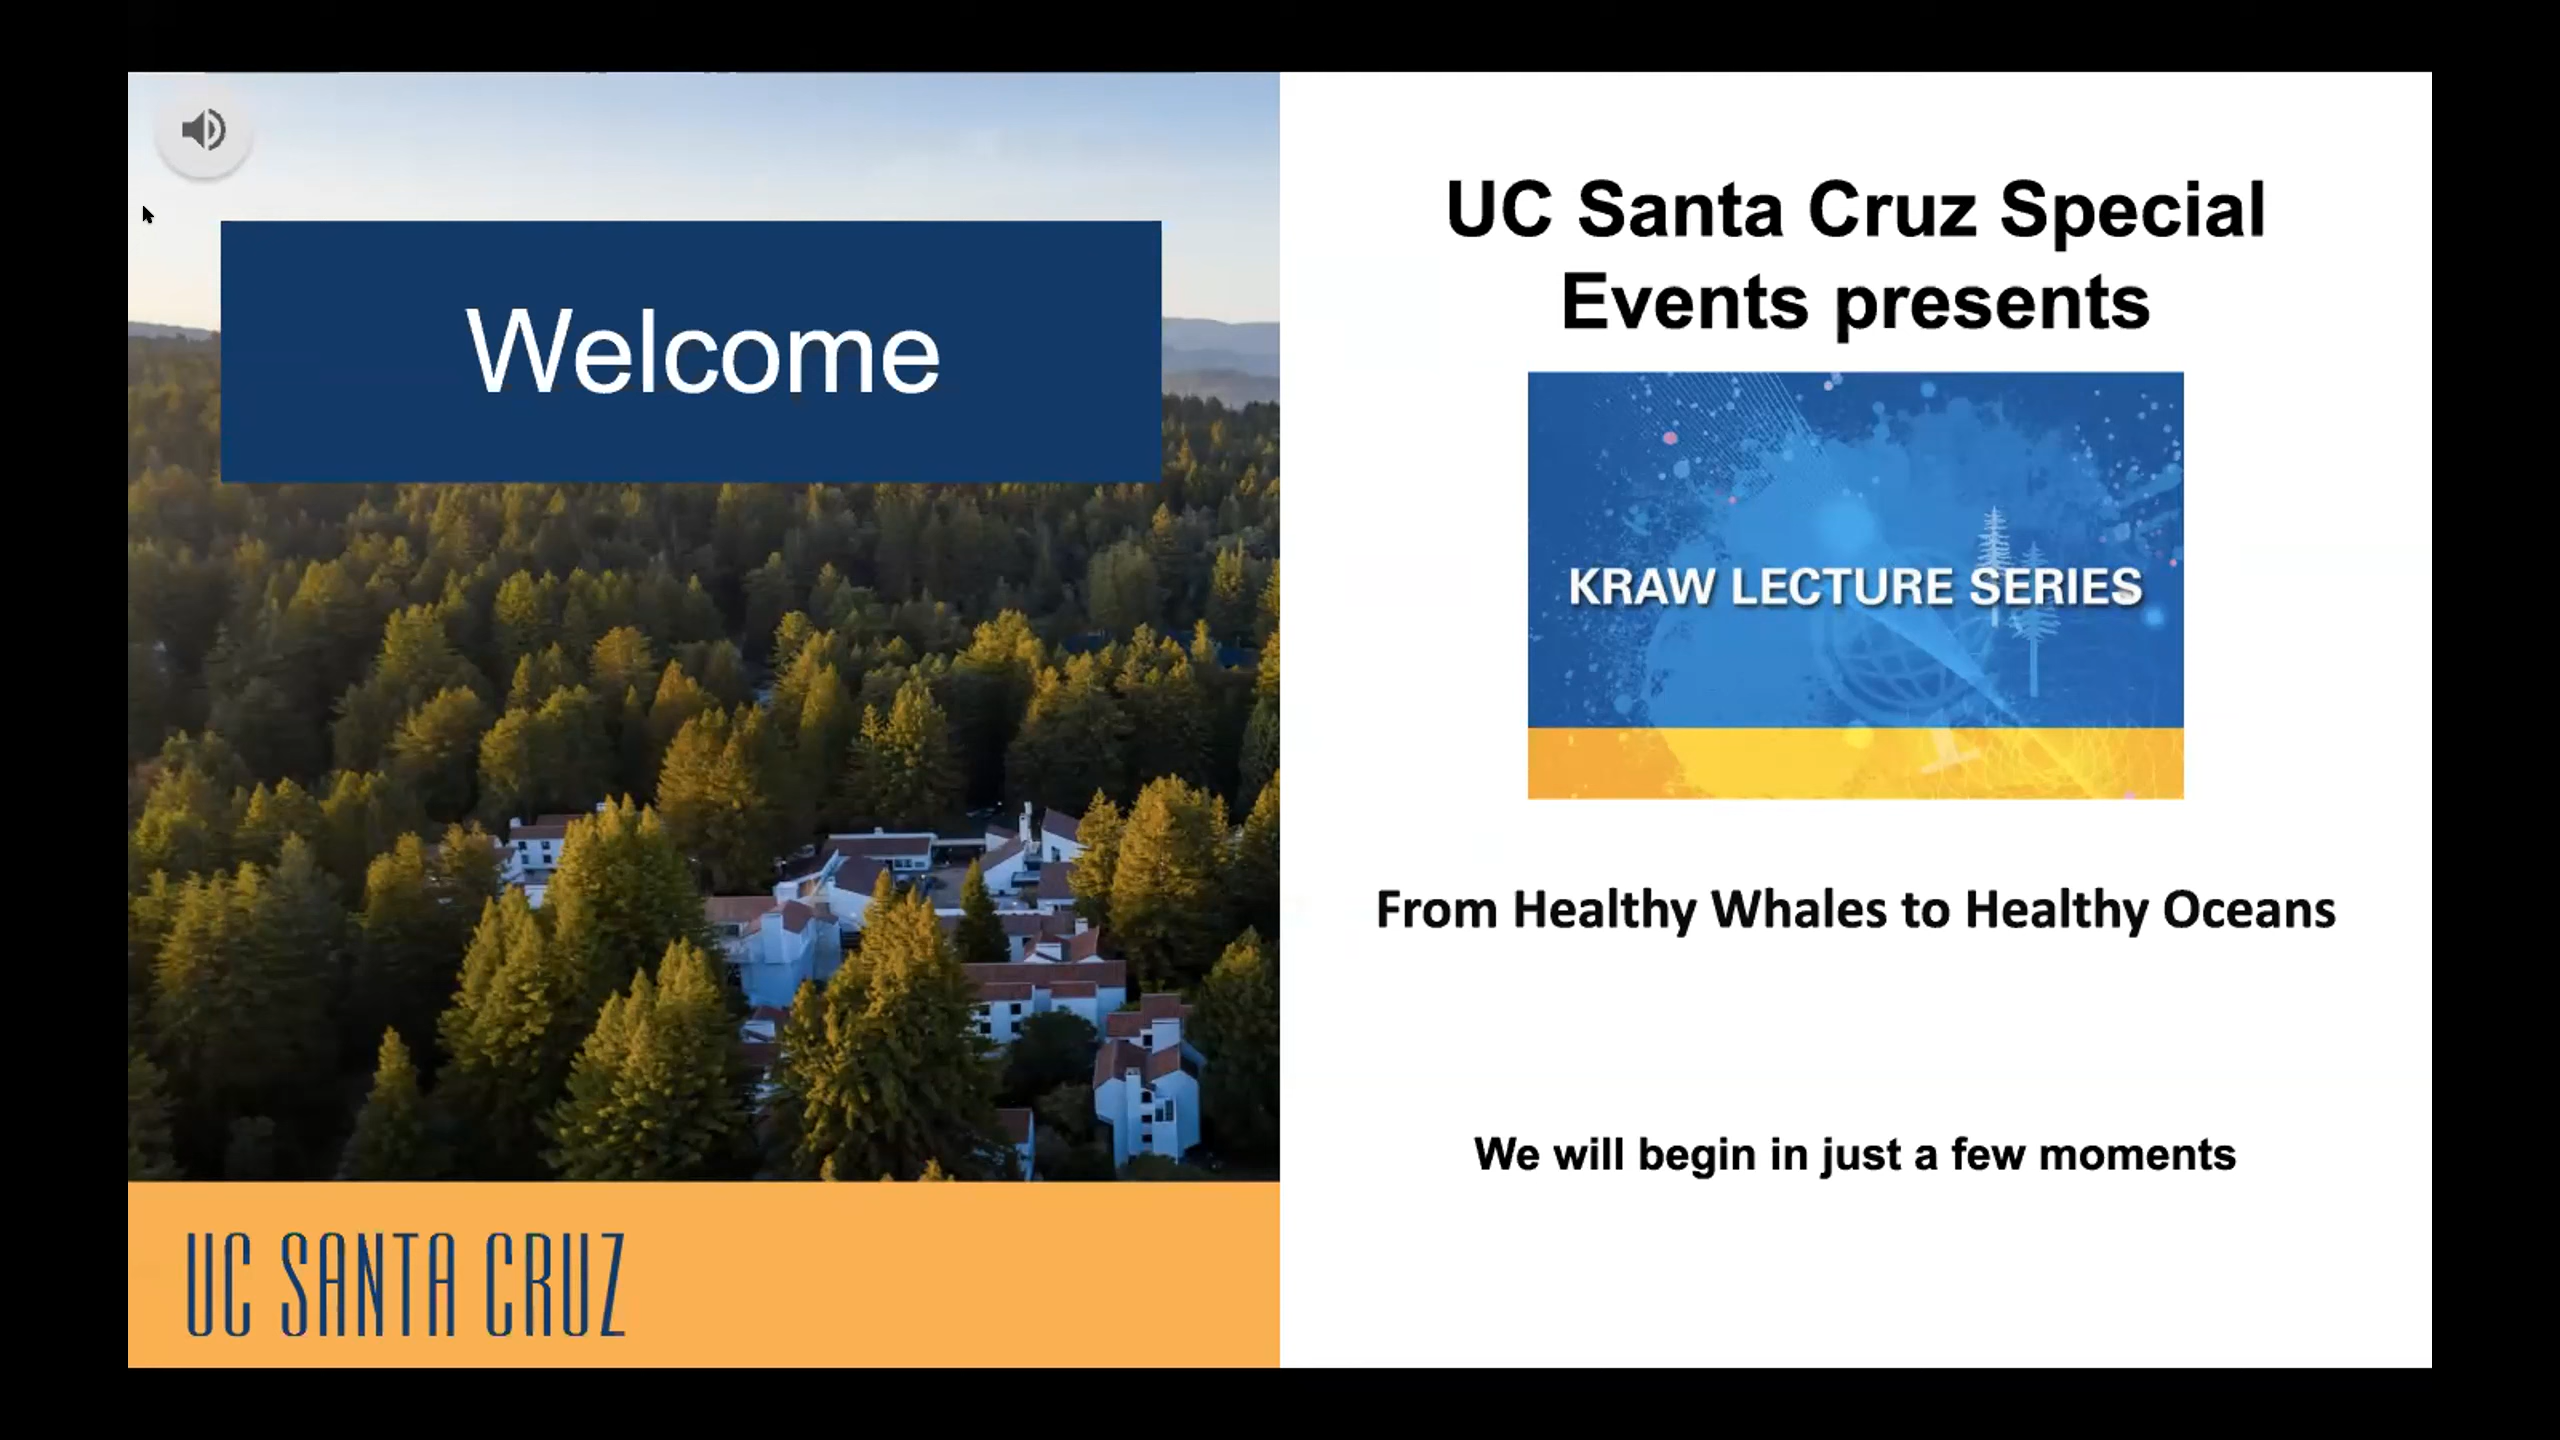 Welcome
UC SANTA CRUZ
UC Santa Cruz Special
Events presents
KRAW LECTURE SERIES
From Healthy Whales to Healthy Oceans
We will begin in just a few moments